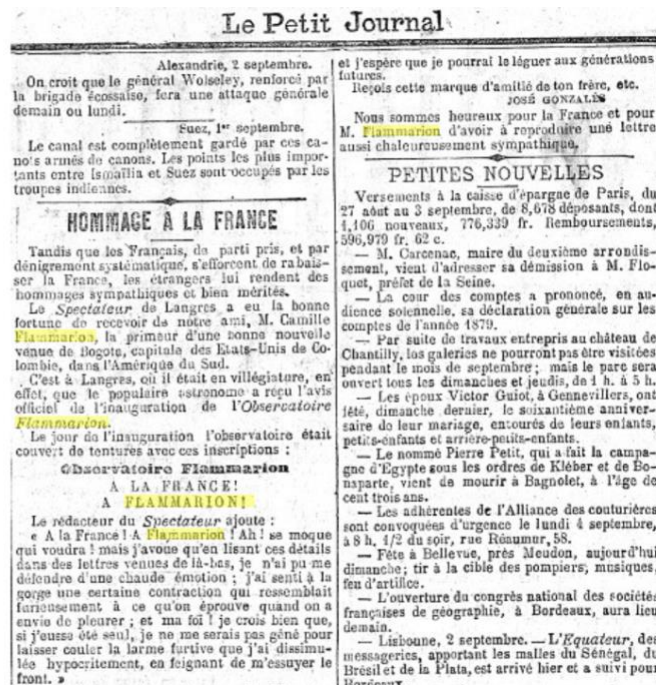 Le Petit Journal
Alexandrie, 2 septembre.
On croit que le général Wolseley, renforcé par
la brigade écossaise, fera une attaque générale
demain ou lundi.
Suez, 1er septembre.
Le canal est complètement gardé par ces ca-
no's armés de canons. Les points les plus impor-
tants entre Ismaïlia et Suez sont occupés par les
troupes indiennes.
HOMMAGE A LA FRANCE
Tandis que les Français, de parti pris, et par
dénigrement systématique, s'efforcent de rabais-
ser la France, les étrangers lui rendent des
hommages sympathiques et bien mérités.
Le Spectateur de Langres a eu la bonne
fortune de recevoir de notre ami, M. Camille
Flammarion, la primeur d'une bonne nouvelle
venue de Bogota, capitale des Etats-Unis de Co-
lombie, dans l'Amérique du Sud.
C'est à Langres, où il était en villégiature, en
effet, que le populaire astronome a reçu l'avis
officiel de l'inauguration de l'Observatoire
Flammarion.
Le jour de l'inauguration l'observatoire était
couvert de tentures avec ces inscriptions :
Observatoire Flammarion
A LA FRANCE!
A FLAMMARION!
Le rédacteur du Spectateur ajoute :
« A la France! A Flammarion! Ah! se moque
qui voudra! mais j'avoue qu'en lisant ces détails
dans des lettres venues de là-bas, je n'ai pu me
défendre d'une chaude émotion; j'ai senti à la
gorge une certaine contraction qui ressemblait
furieusement à ce qu'on éprouve quand on a
envie de pleurer; et ma foi! je crois bien que,
si j'eusse été seul, je ne me serais pas gêné pour
laisser couler la larme furtive que j'ai dissimu-
lée hypocritement, en feignant de m'essuyer le
front. »
et j'espère que je pourrai le léguer aux générations
futures.
Reçois cette marque d'amitié de ton frère, etc.
JOSÉ GONZALÈS
Nous sommes heureux pour la France et pour
M. Flammarion d'avoir à reproduire une lettre
aussi chaleureusement sympathique.
PETITES NOUVELLES
Versements à la caisse d'épargne de Paris, du
27 août au 3 septembre, de 8,678 déposants, dont
1,106 nouveaux, 776,339 fr. Remboursements,
596,979 fr. 62 c.
— M. Carcenac, maire du deuxième arrondis-
sement, vient d'adresser sa démission à M. Flo-
quet, préfet de la Seine.
— La cour des comptes a prononcé, en au-
dience solennelle, sa déclaration générale sur les
comptes de l'année 1879.
— Par suite de travaux entrepris au château de
Chantilly, les galeries ne pourront pas être visitées
pendant le mois de septembre; mais le parc sera
ouvert tous les dimanches et jeudis, de 1 h. à 5 h.
— Les époux Victor Guiot, à Gennevilliers, ont
fêté, dimanche dernier, le soixantième anniver-
saire de leur mariage, entourés de leurs enfants,
petits-enfants et arrière-petits-enfants.
— Le nommé Pierre Petit, qui a fait la campa-
gne d'Egypte sous les ordres de Kléber et de Bo-
naparte, vient de mourir à Bagnolet, à l'âge de
cent trois ans.
— Les adhérentes de l'Alliance des couturières
sont convoquées d'urgence le lundi 4 septembre,
à 8 h. 1/2 du soir, rue Réaumur, 58.
— Fête à Bellevue, près Meudon, aujourd'hui
dimanche; tir à la cible des pompiers, musiques,
feu d'artifice.
— L'ouverture du congrès national des sociétés
françaises de géographie, à Bordeaux, aura lieu
demain.
— Lisboune, 2 septembre. — L'Equateur, des
messageries, apportant les malles du Sénégal, du
Brésil et de la Plata, est arrivé hier et a suivi pour
Bordeaux.